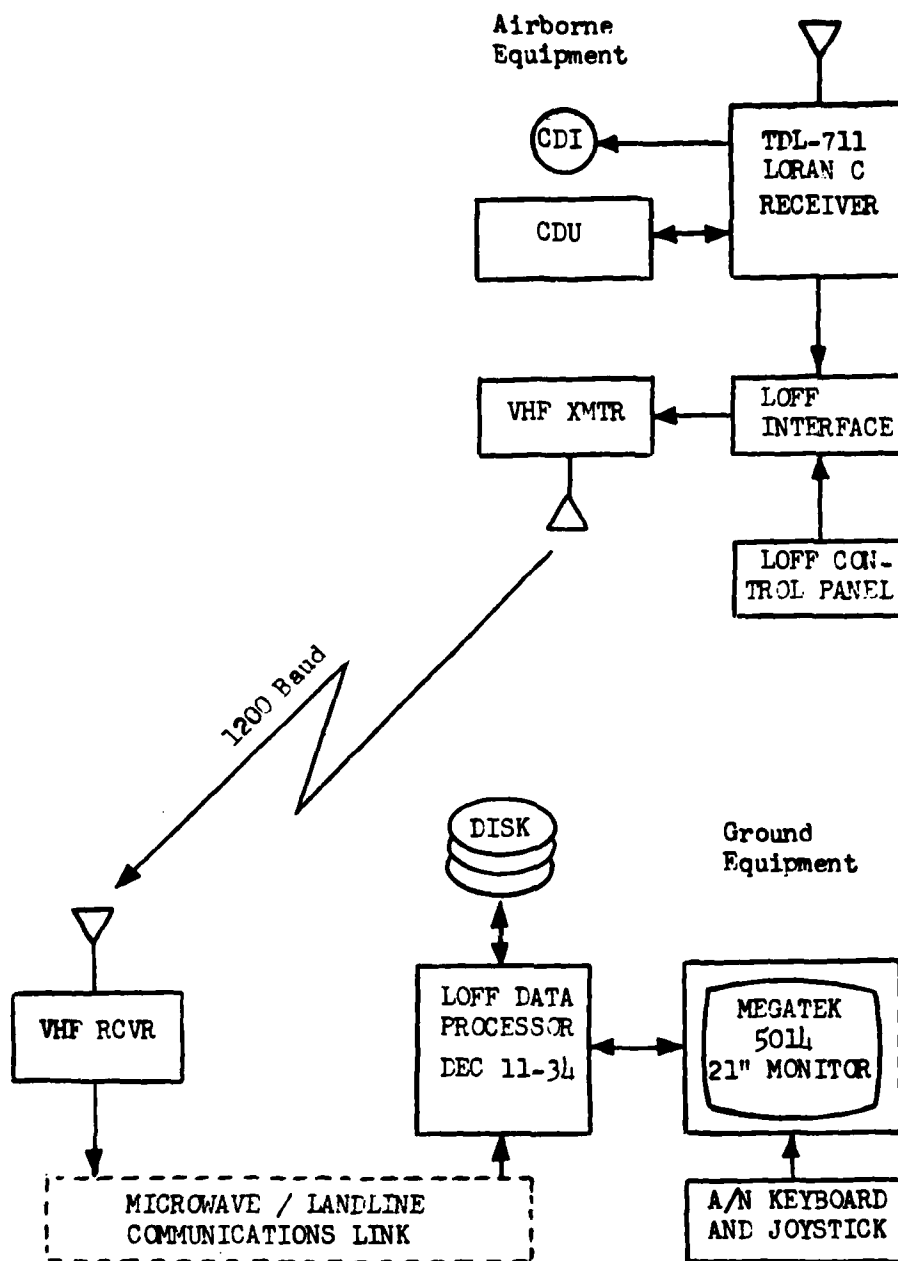 Airborne
Equipment
CDI
TDL-711
LORAN C
RECEIVER
CDU
VHF XMTR
LOFF
INTERFACE
LOFF CON-
TROL PANEL
1200 Baud
DISK
Ground
Equipment
VHF RCVR
LOFF DATA
PROCESSOR
DEC 11-34
MEGATEK
5014
21" MONITOR
MICROWAVE / LANDLINE
COMMUNICATIONS LINK
A/N KEYBOARD
AND JOYSTICK